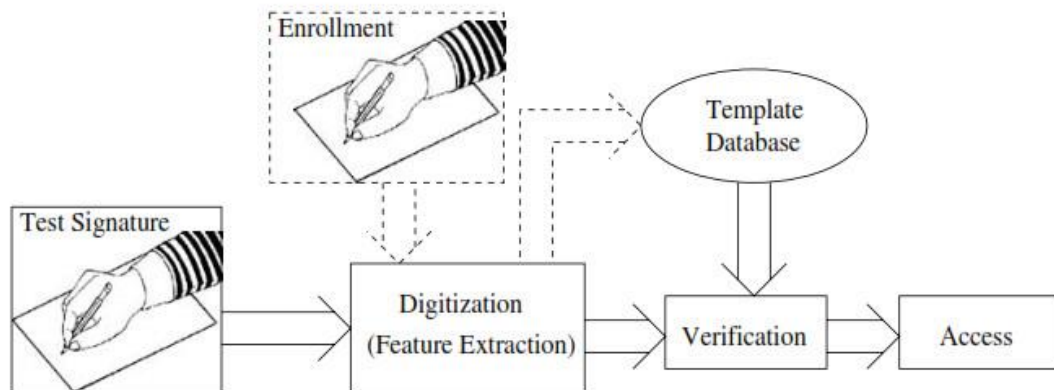 Enrollment
Template
Database
Test Signature
Digitization
(Feature Extraction)
Verification
Access